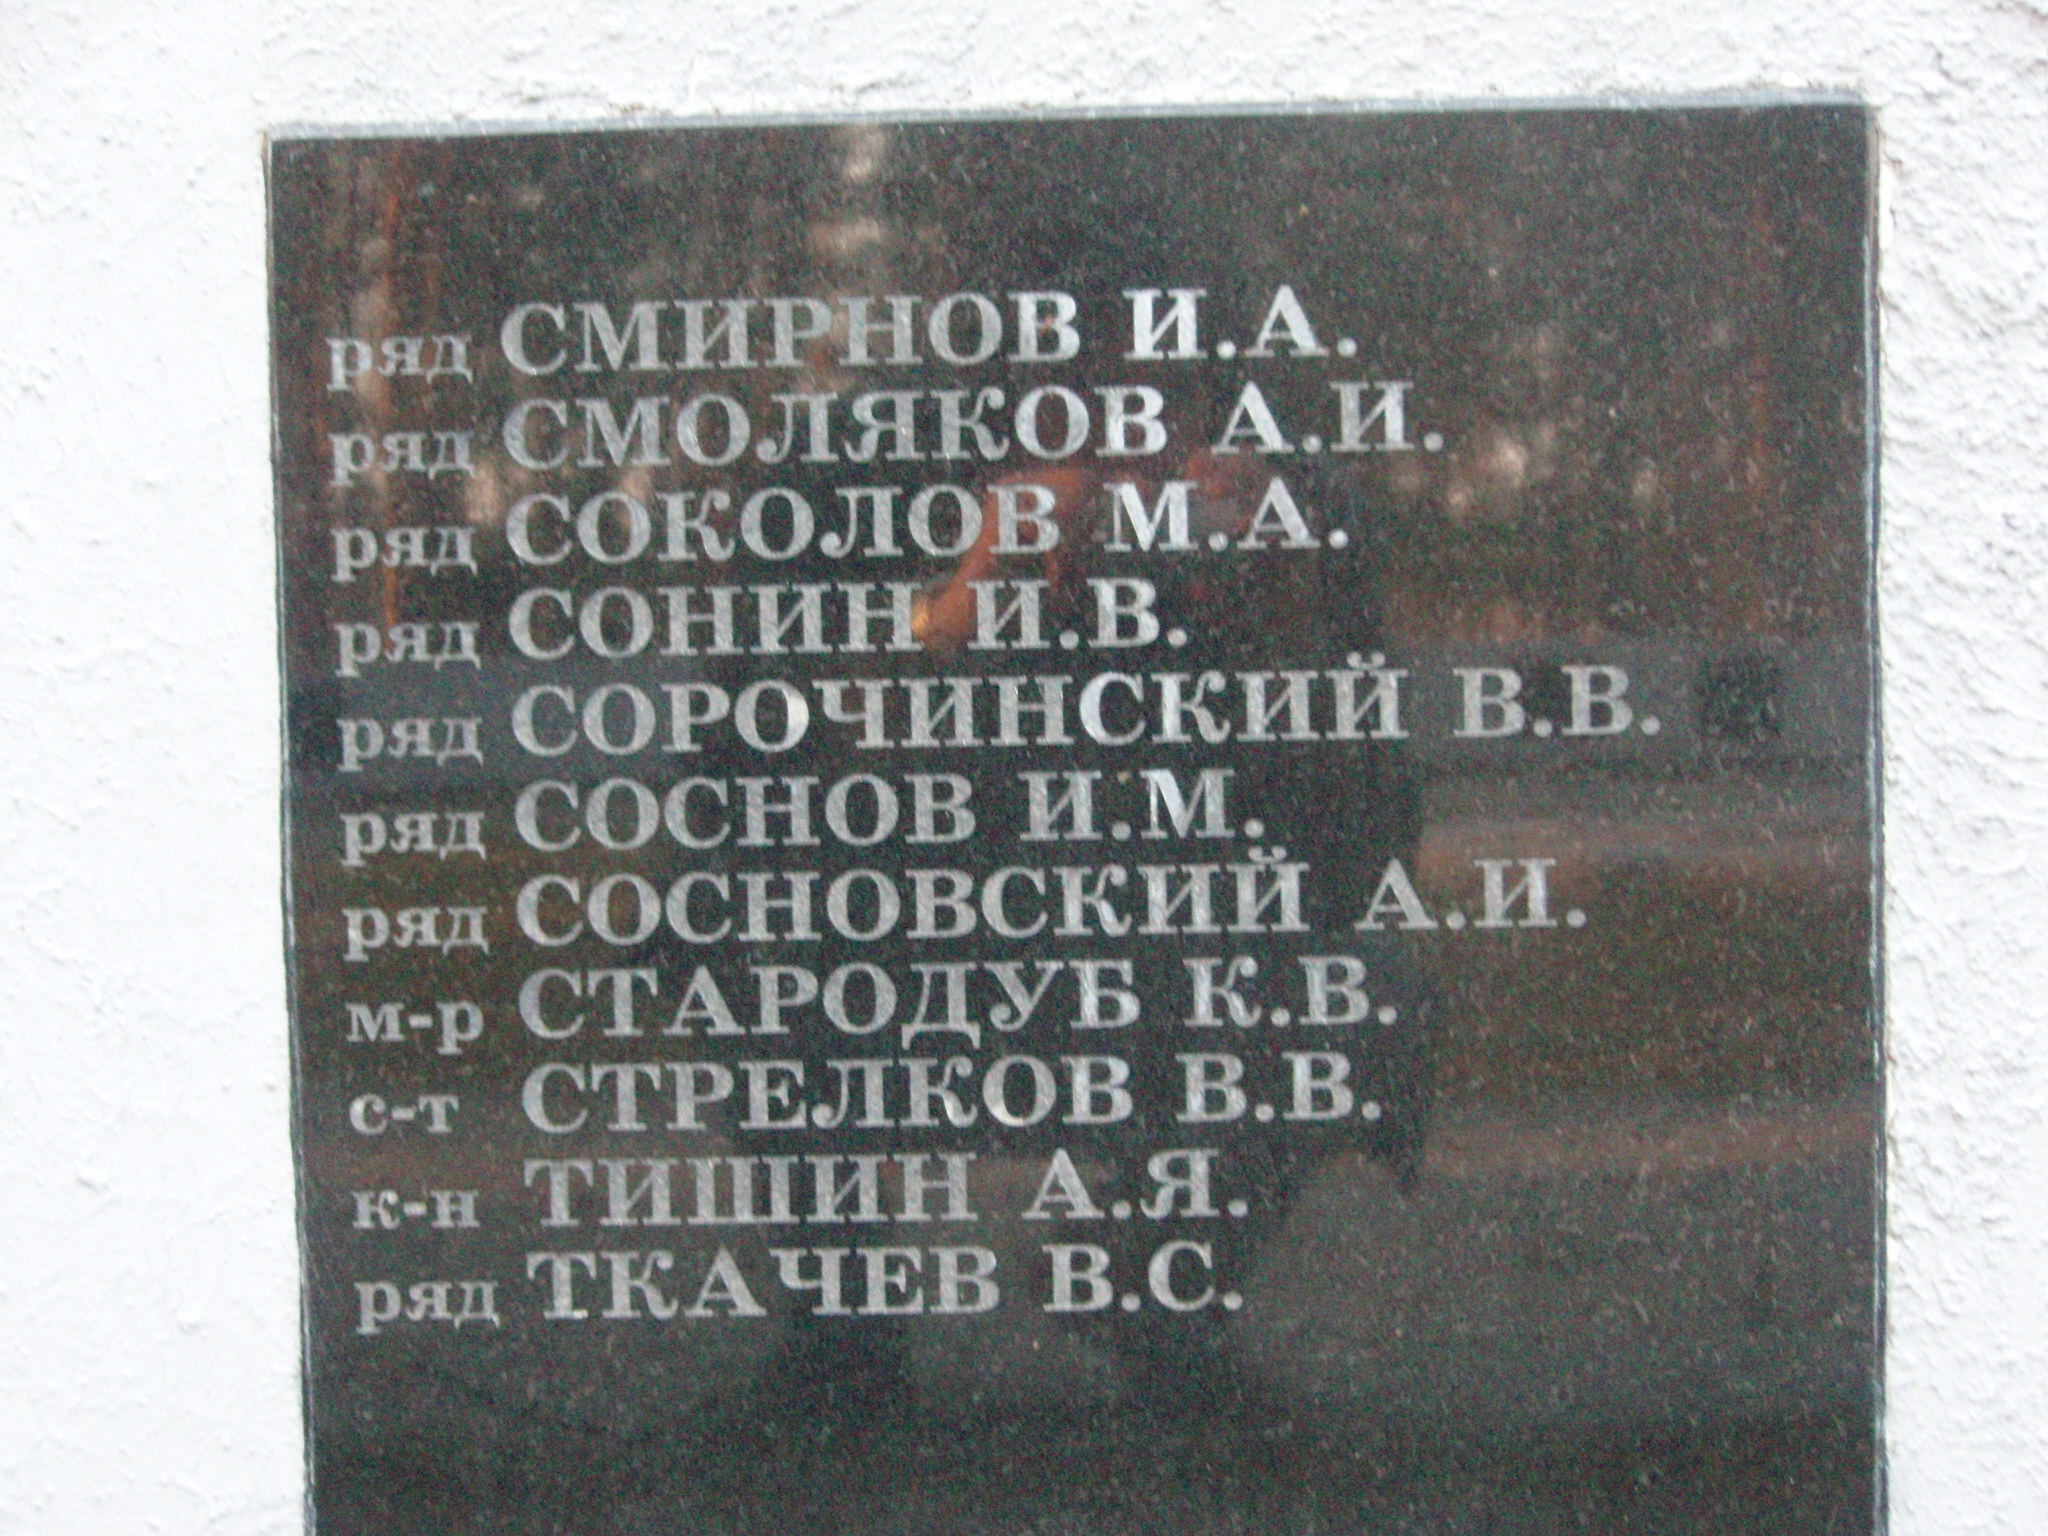 ряд СМИРНОВ И.А.
ряд СМОЛЯКОВ А.И.
ряд СОКОЛОВ М.А.
ряд СОНИН И.В.
ряд СОРОЧИНСКИЙ В.В.
ряд СОСНОВ И.М.
ряд СОСНОВСКИЙ А.И.
м-р СТАРОДУБ К.В.
с-т СТРЕЛКОВ В.В.
к-н ТИШИН А.Я.
ряд ТКАЧЕВ В.С.